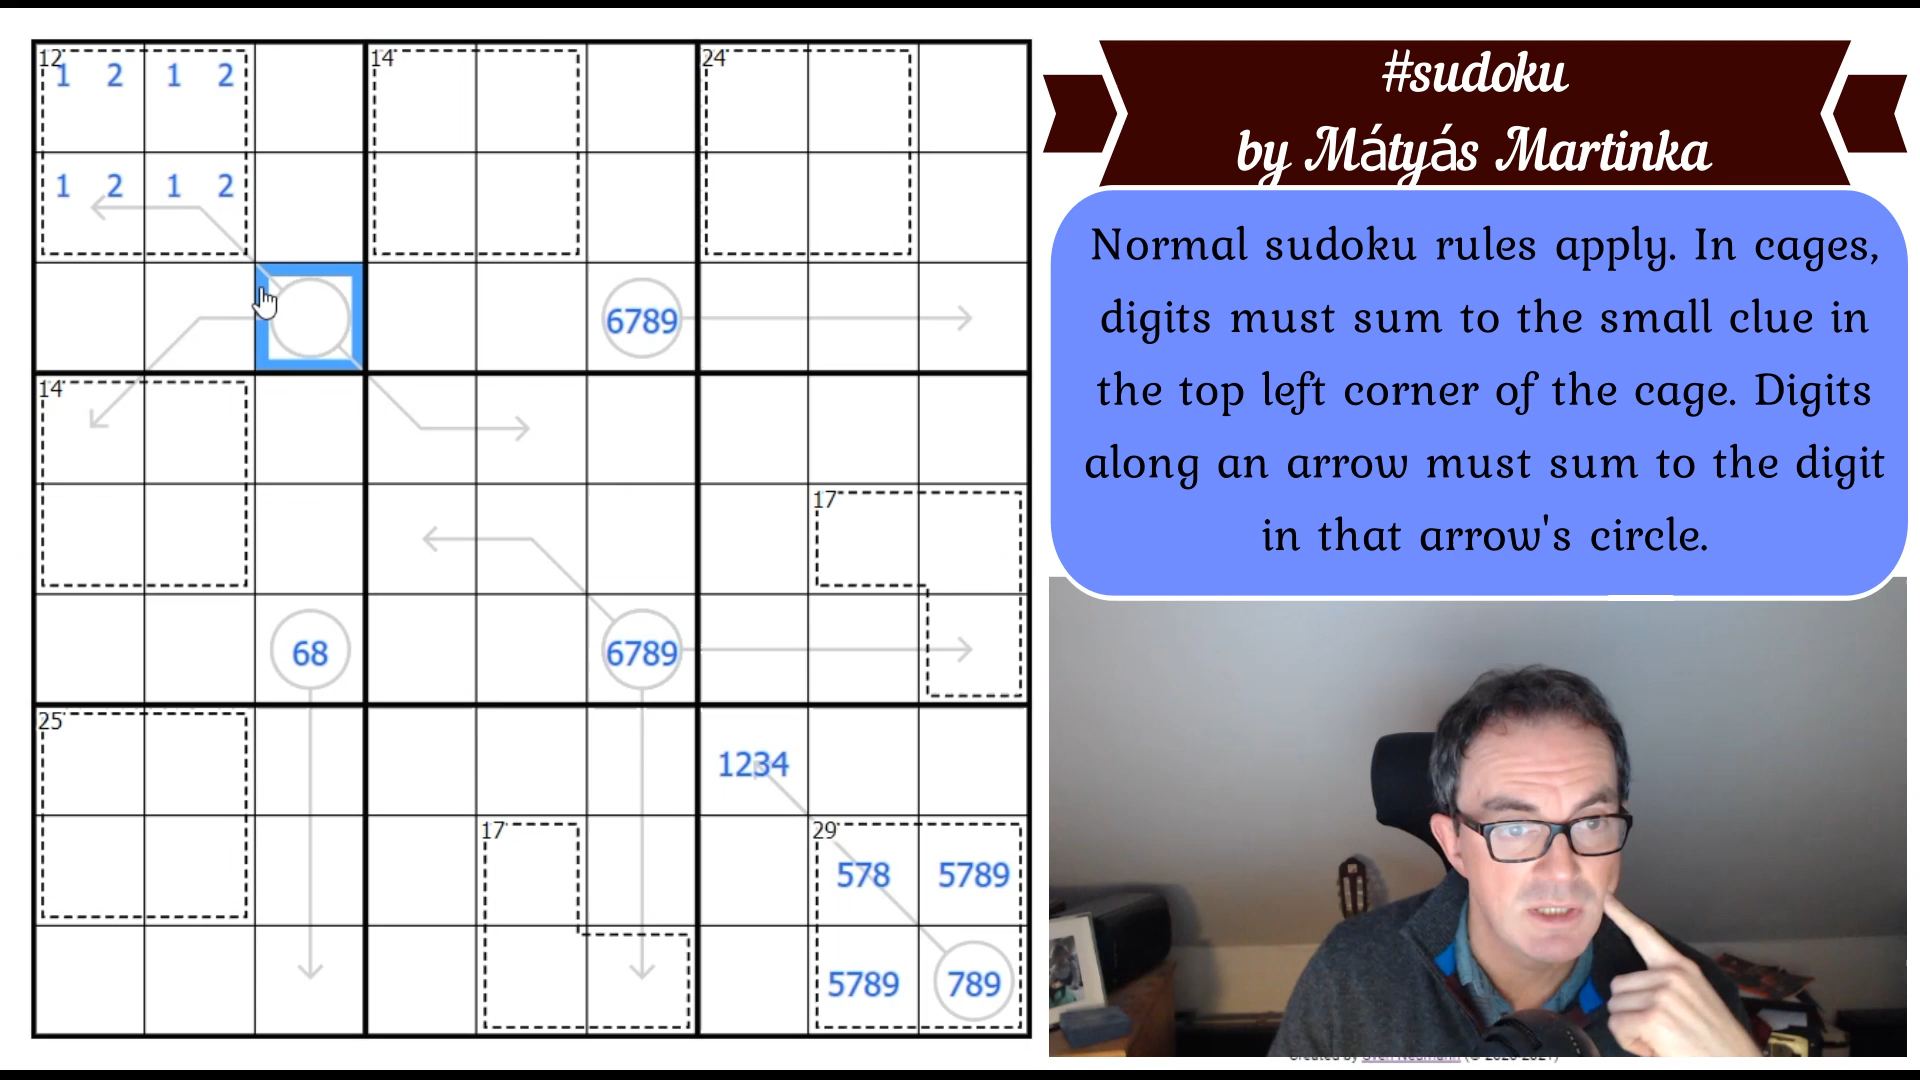 #sudoku
by Mátyás Martinka
Normal sudoku rules apply. In cages,
digits must sum to the small clue in
the top left corner of the cage. Digits
along an arrow must sum to the digit
in that arrow's circle.
12 14 24
1 2 1 2
1 2 1 2
6789
14
17
68 6789
25
1234
17 29
578 5789
5789 789